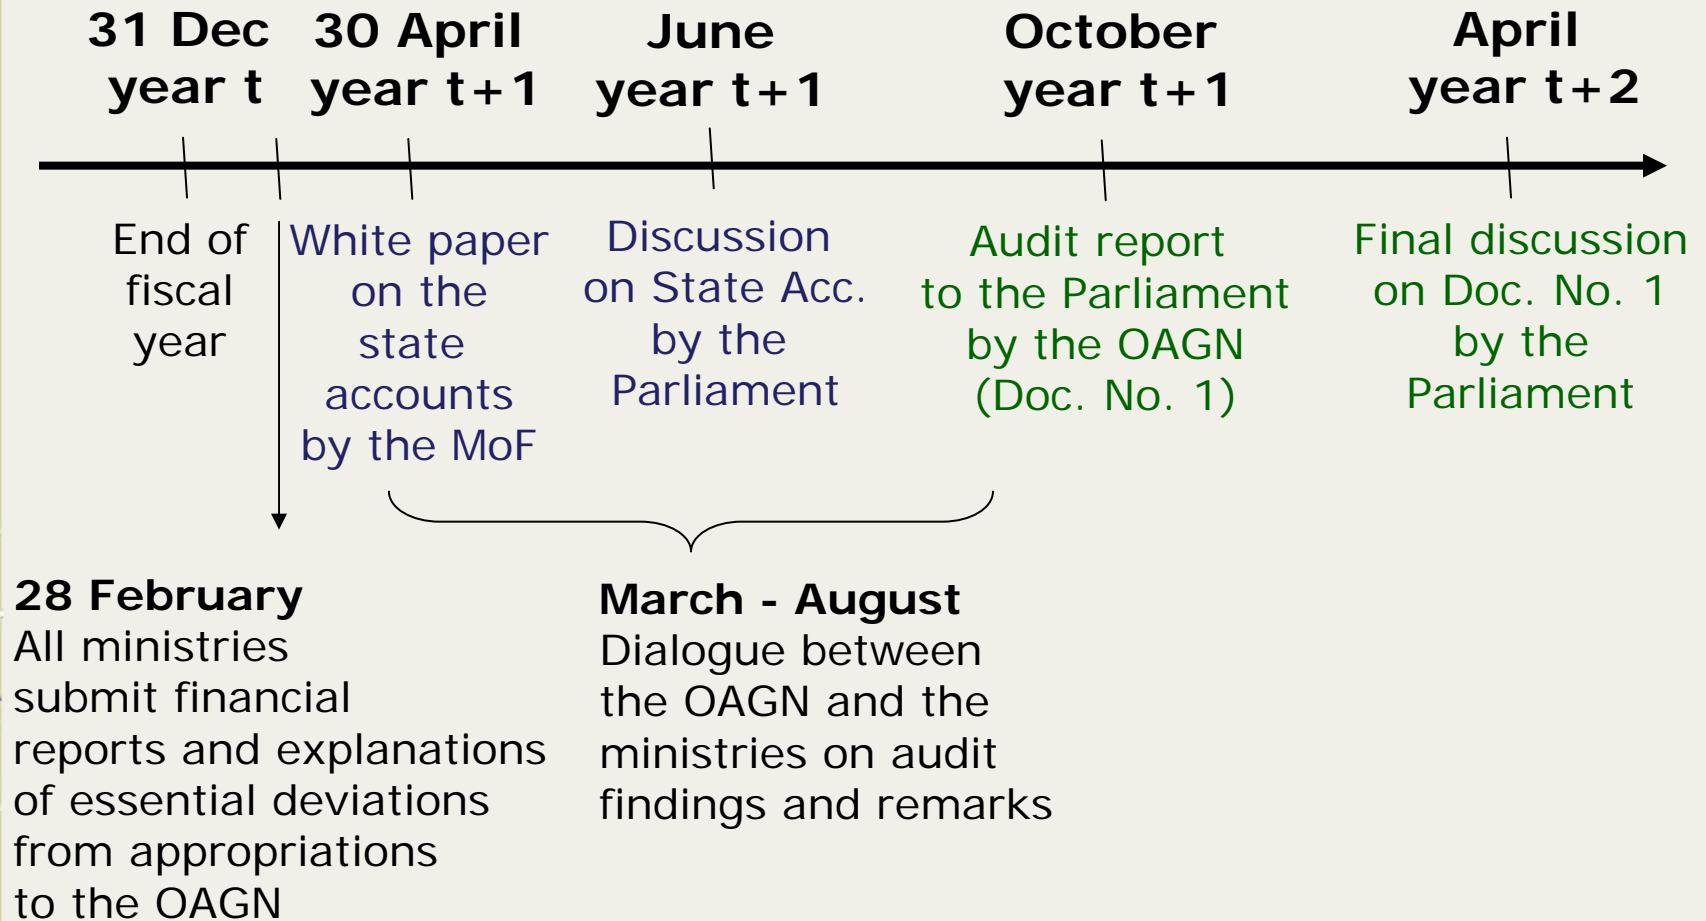 31 Dec
year t
30 April
year t+1
June
year t+1
October
year t+1
April
year t+2
End of
fiscal
year
White paper
on the
state
accounts
by the MoF
Discussion
on State Acc.
by the
Parliament
Audit report
to the Parliament
by the OAGN
(Doc. No. 1)
Final discussion
on Doc. No. 1
by the
Parliament
28 February
All ministries
submit financial
reports and explanations
of essential deviations
from appropriations
to the OAGN
March - August
Dialogue between
the OAGN and the
ministries on audit
findings and remarks